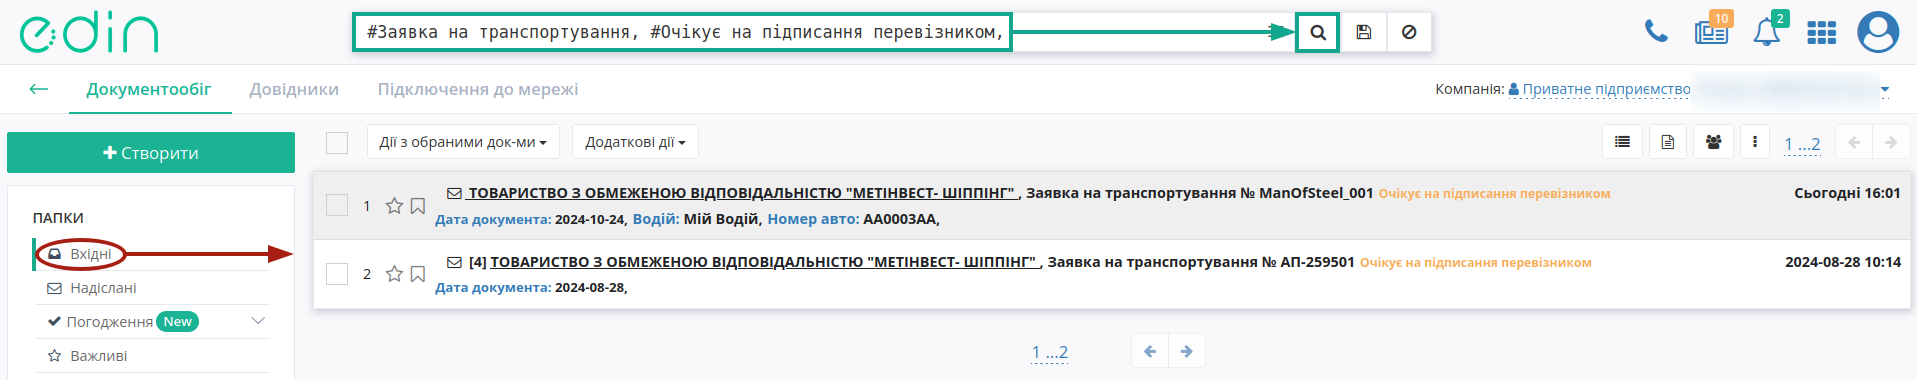 edin
#Заявка на транспортування, #Очікує на підписання перевізником,
10
2
Документообіг Довідники Підключення до мережі
Компанія: Приватне підприємство
Створити
Дії з обраними док-ми Додаткові дії
1 ...2
ПАПКИ
Вхідні
Надіслані
Погодження New
Важливі
1 ТОВАРИСТВО З ОБМЕЖЕНОЮ ВІДПОВІДАЛЬНІСТЮ "МЕТІНВЕСТ- ШІППІНГ" , Заявка на транспортування № ManOfSteel_001 Очікує на підписання перевізником Сьогодні 16:01
Дата документа: 2024-10-24, Водій: Мій Водій, Номер авто: АА0003АА,
2 [4] ТОВАРИСТВО З ОБМЕЖЕНОЮ ВІДПОВІДАЛЬНІСТЮ "МЕТІНВЕСТ- ШІППІНГ" , Заявка на транспортування № АП-259501 Очікує на підписання перевізником 2024-08-28 10:14
Дата документа: 2024-08-28,
1 ...2